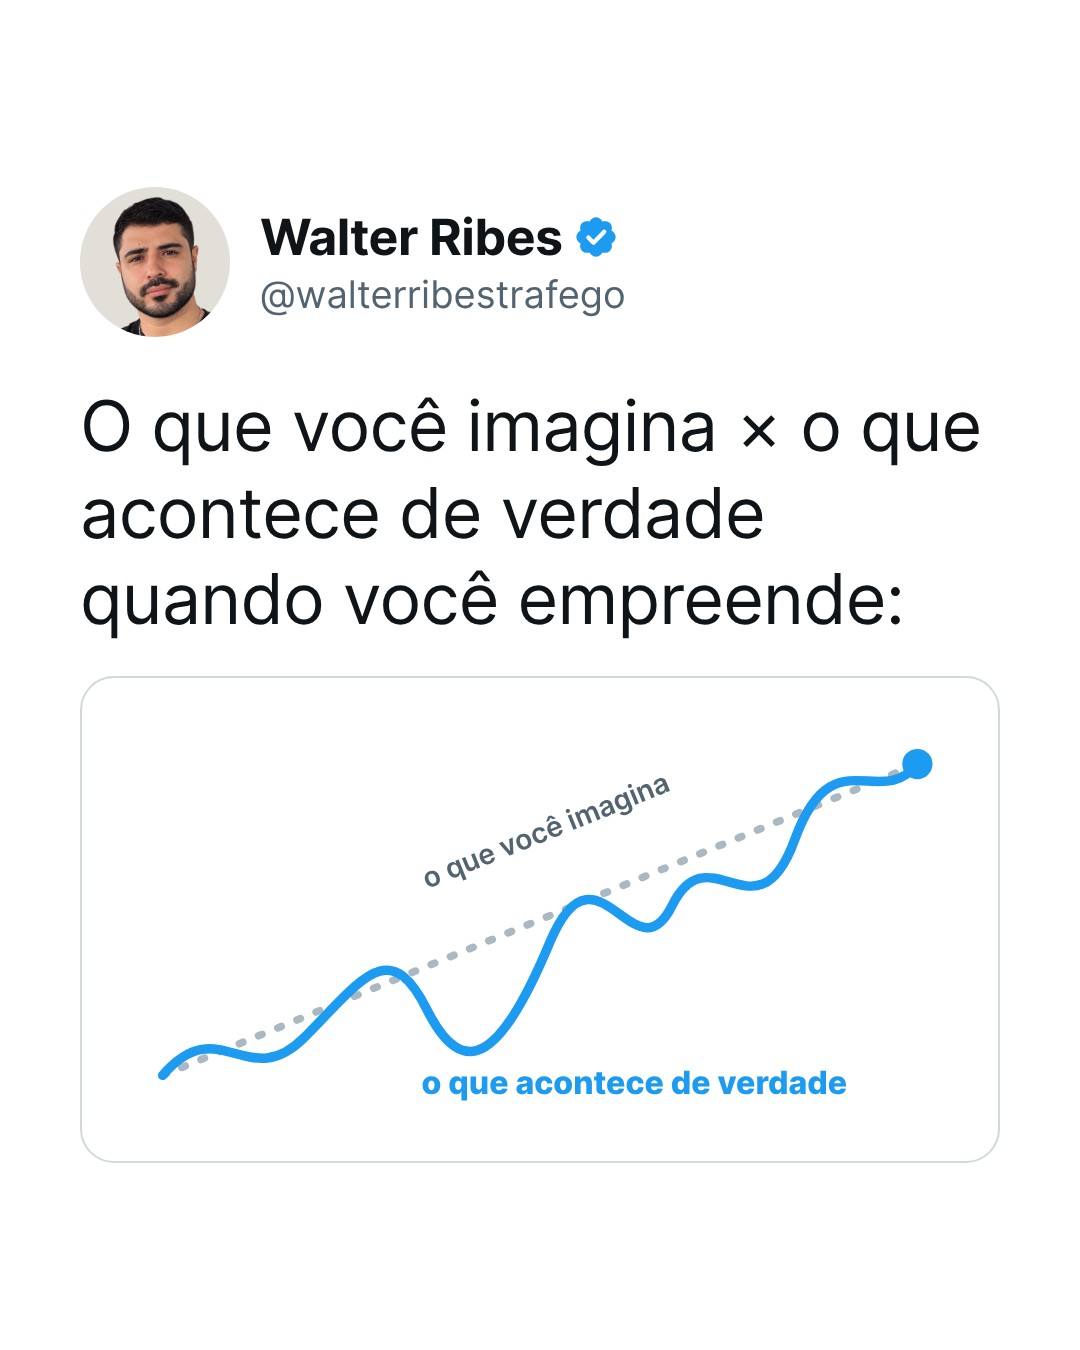 Walter Ribes
@walterribestrafego
O que você imagina × o que
acontece de verdade
quando você empreende:
o que você imagina
o que acontece de verdade